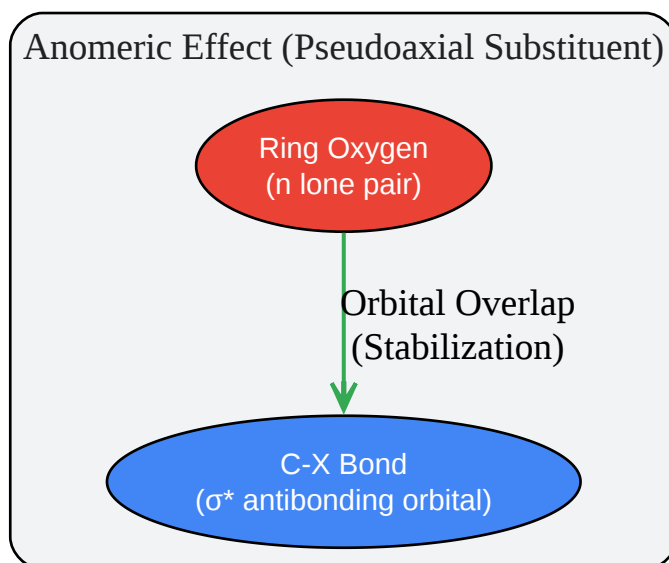 Anomeric Effect (Pseudoaxial Substituent)
Ring Oxygen
(n lone pair)
Orbital Overlap
(Stabilization)
C-X Bond
(σ* antibonding orbital)